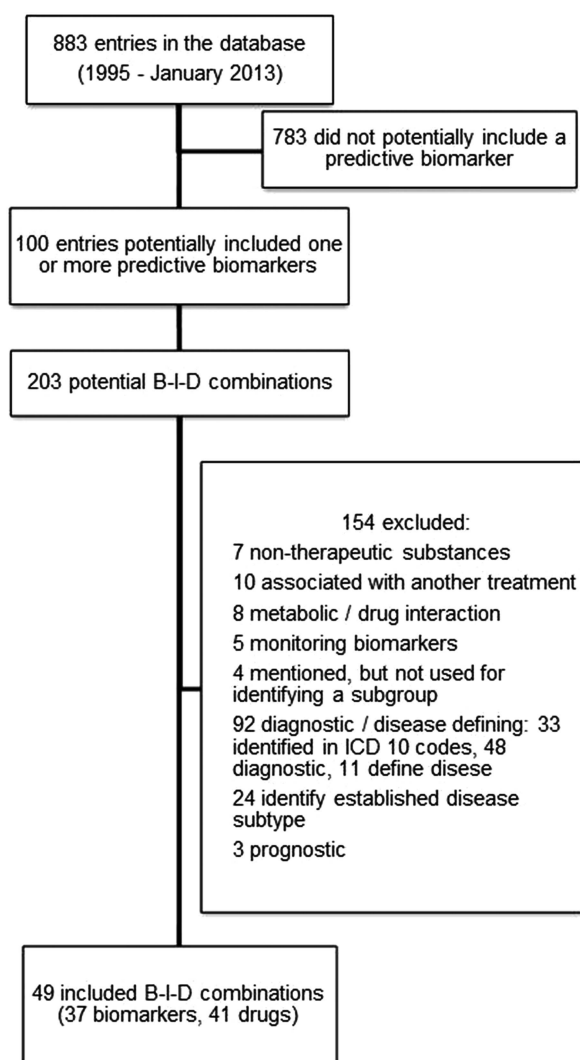 883 entries in the database
(1995 - January 2013)
783 did not potentially include a
predictive biomarker
100 entries potentially included one
or more predictive biomarkers
203 potential B-I-D combinations
154 excluded:
7 non-therapeutic substances
10 associated with another treatment
8 metabolic / drug interaction
5 monitoring biomarkers
4 mentioned, but not used for
identifying a subgroup
92 diagnostic / disease defining: 33
identified in ICD 10 codes, 48
diagnostic, 11 define disese
24 identify established disease
subtype
3 prognostic
49 included B-I-D combinations
(37 biomarkers, 41 drugs)